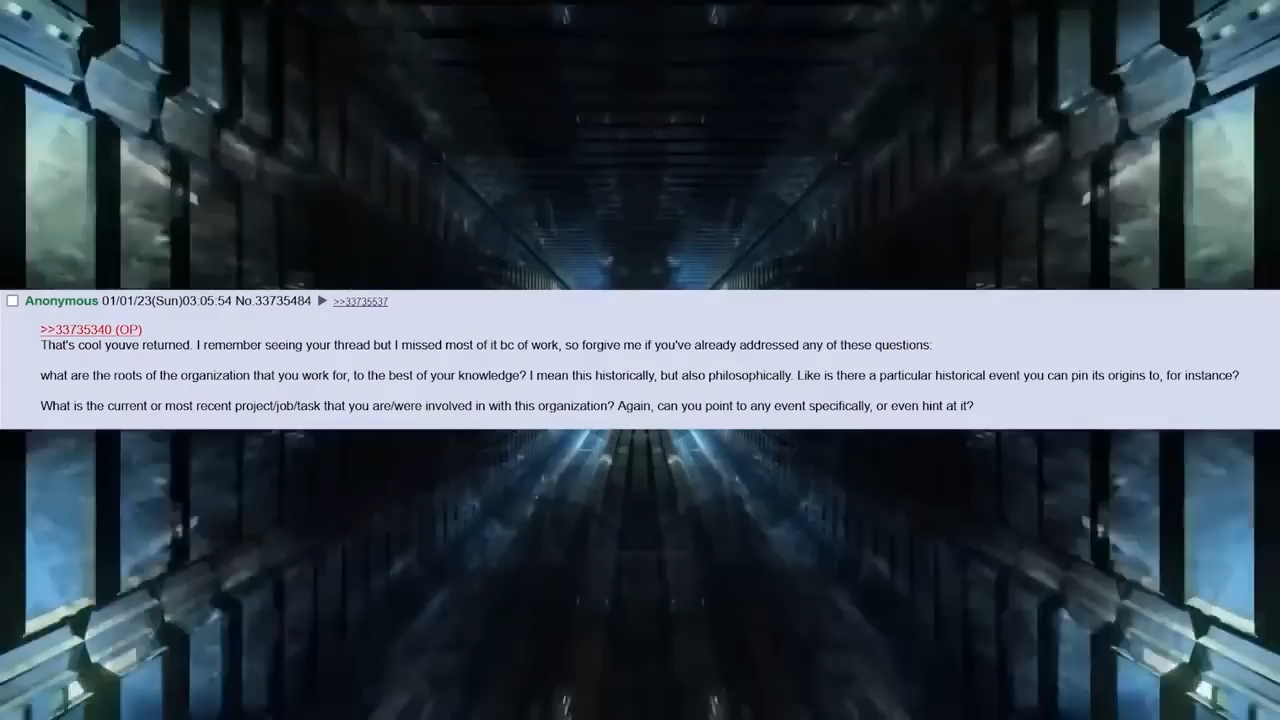 Anonymous 01/01/23(Sun)03:05:54 No.33735484 ▶ >>33735537
>>33735340 (OP)
That's cool youve returned. I remember seeing your thread but I missed most of it bc of work, so forgive me if you've already addressed any of these questions:
what are the roots of the organization that you work for, to the best of your knowledge? I mean this historically, but also philosophically. Like is there a particular historical event you can pin its origins to, for instance?
What is the current or most recent project/job/task that you are/were involved in with this organization? Again, can you point to any event specifically, or even hint at it?